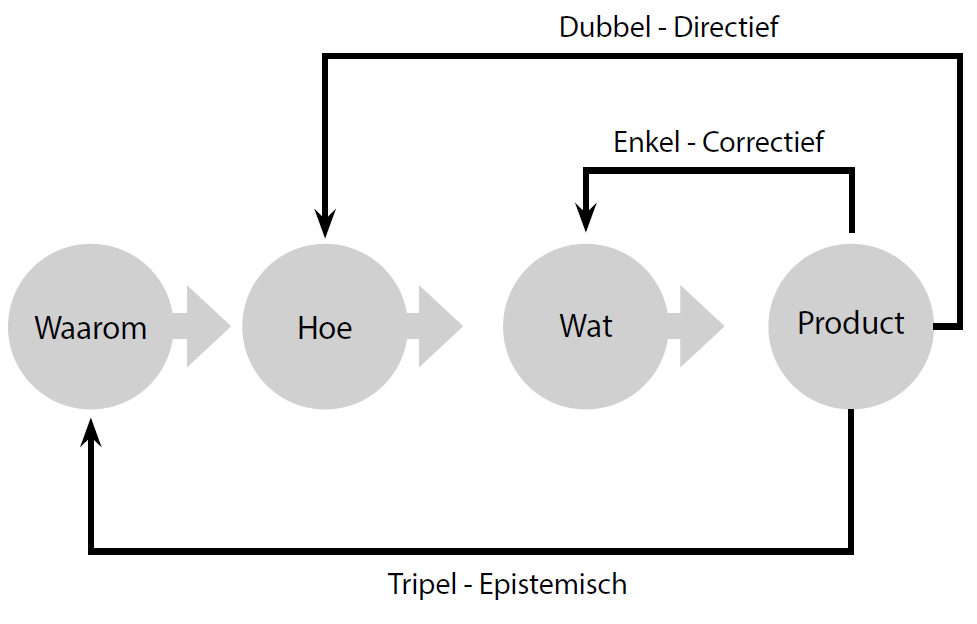 Dubbel - Directief
Enkel - Correctief
Waarom
Hoe
Wat
Product
Tripel - Epistemisch